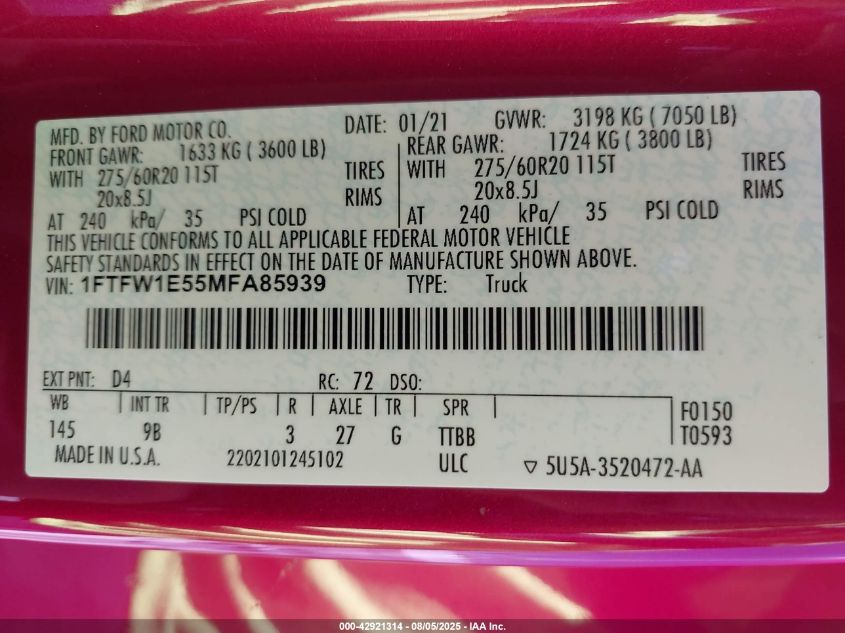 MFD. BY FORD MOTOR CO.
DATE: 01/21 GVWR: 3198 KG ( 7050 LB)
FRONT GAWR: 1633 KG ( 3600 LB)
WITH 275/60R20 115T TIRES
20x8.5J RIMS
AT 240 kPa/ 35 PSI COLD
REAR GAWR: 1724 KG ( 3800 LB)
WITH 275/60R20 115T TIRES
20x8.5J RIMS
AT 240 kPa/ 35 PSI COLD
THIS VEHICLE CONFORMS TO ALL APPLICABLE FEDERAL MOTOR VEHICLE
SAFETY STANDARDS IN EFFECT ON THE DATE OF MANUFACTURE SHOWN ABOVE.
VIN: 1FTFW1E55MFA85939 TYPE: Truck
EXT PNT: D4 RC: 72 DSO:
WB INT TR TP/PS R AXLE TR SPR F0150
145 9B 3 27 G TTBB T0593
MADE IN U.S.A. 2202101245102 ULC ▽ 5U5A-3520472-AA
000-42921314 - 08/05/2025 - IAA Inc.